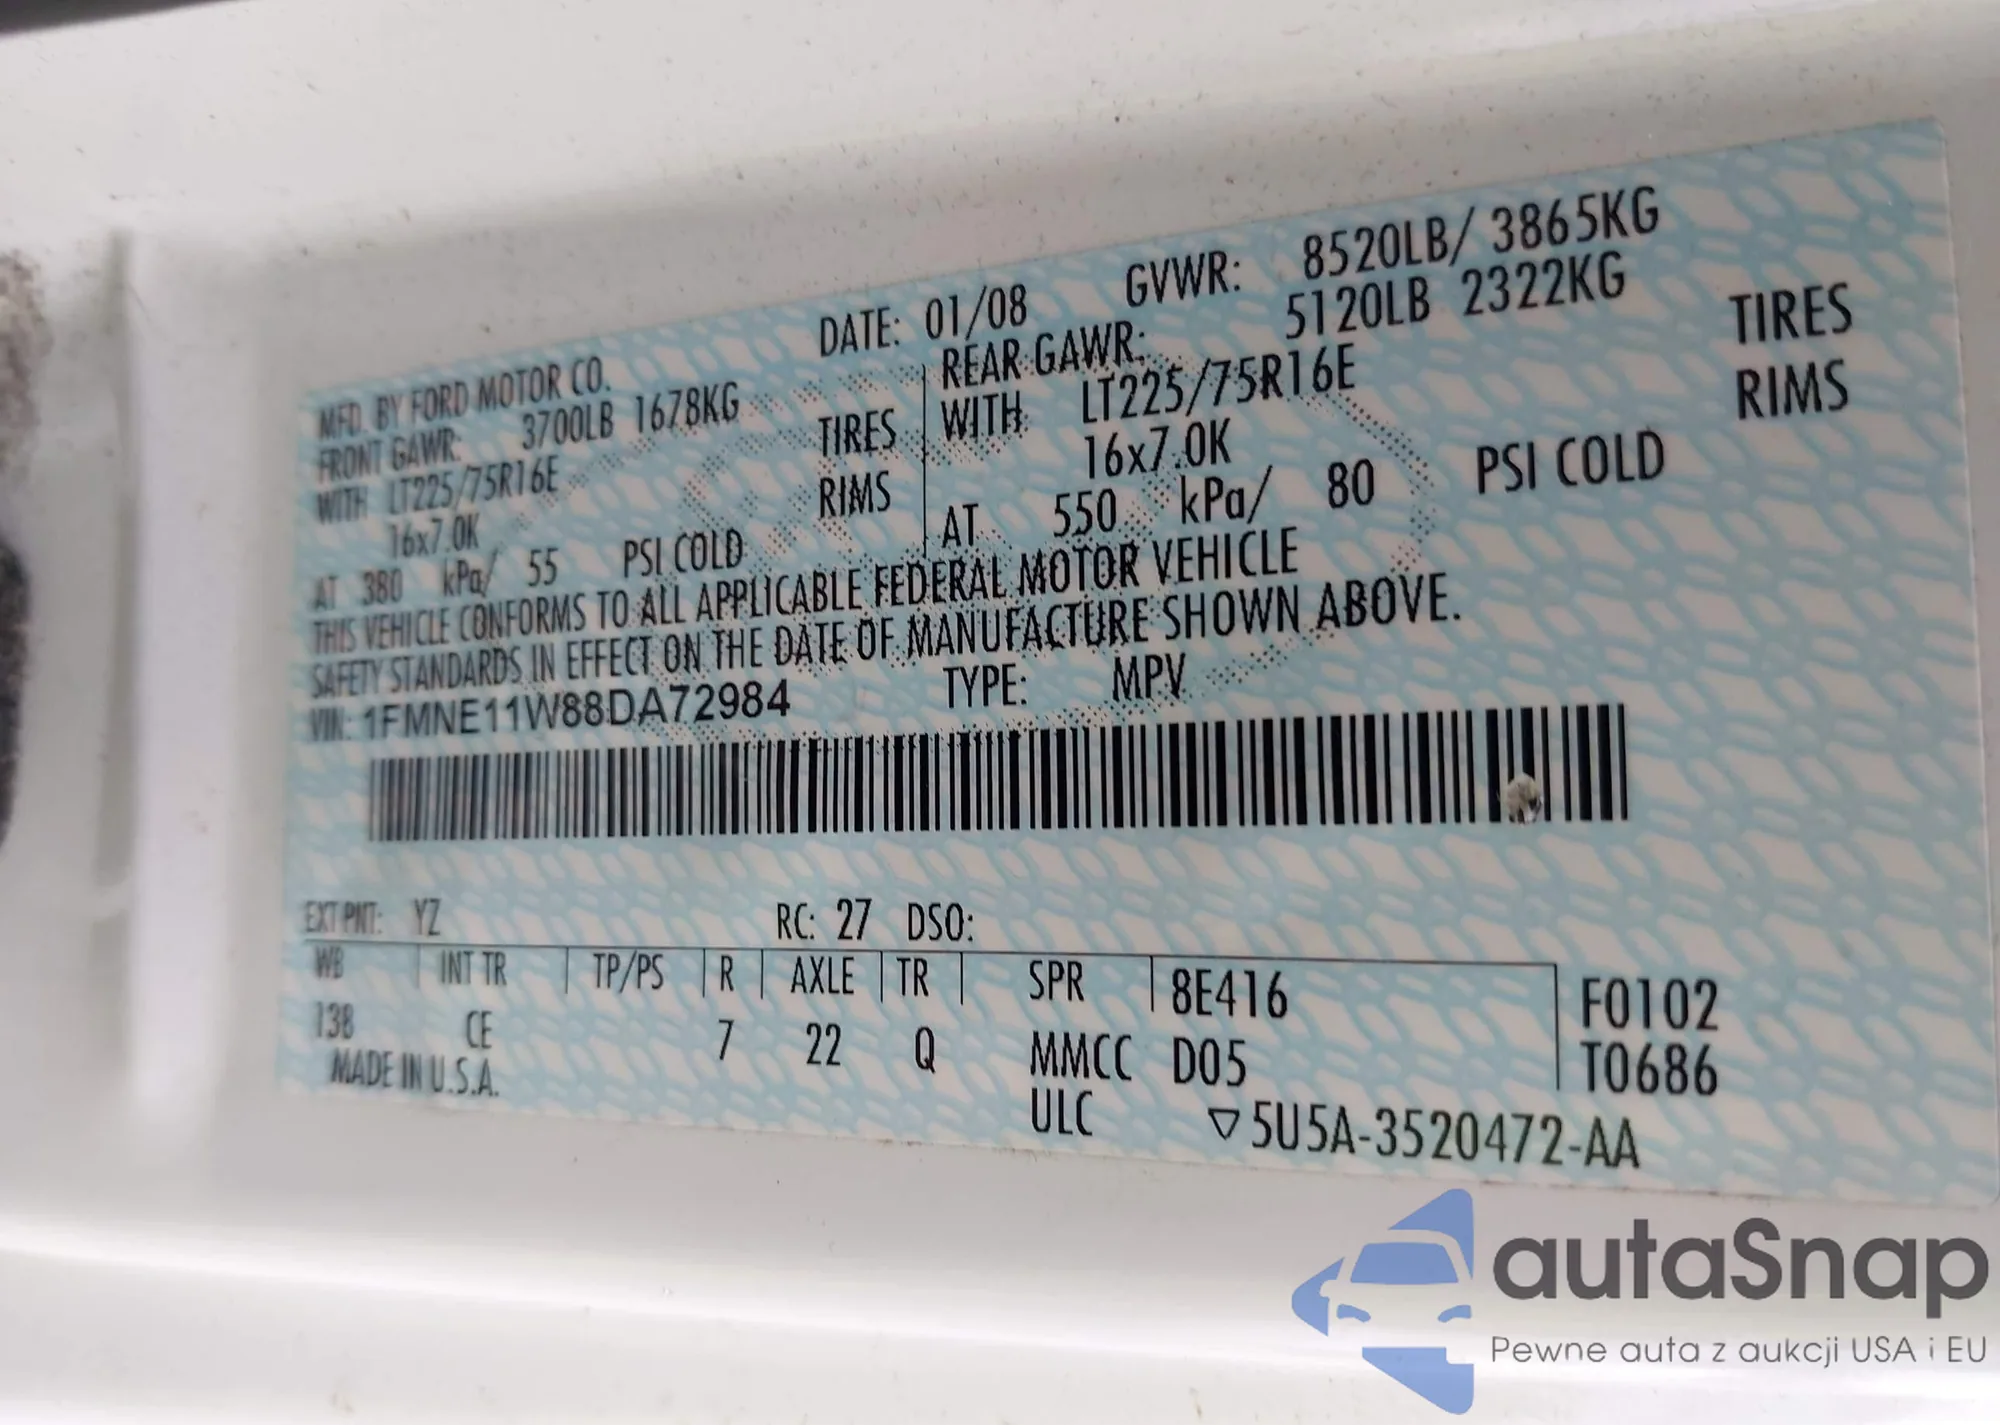 MFD. BY FORD MOTOR CO.
DATE: 01/08
GVWR: 8520LB/ 3865KG
FRONT GAWR: 3700LB 1678KG
REAR GAWR: 5120LB 2322KG
WITH LT225/75R16E TIRES
WITH LT225/75R16E TIRES
16x7.0K RIMS
16x7.0K RIMS
AT 380 kPa/ 55 PSI COLD
AT 550 kPa/ 80 PSI COLD
THIS VEHICLE CONFORMS TO ALL APPLICABLE FEDERAL MOTOR VEHICLE
SAFETY STANDARDS IN EFFECT ON THE DATE OF MANUFACTURE SHOWN ABOVE.
VIN: 1FMNE11W88DA72984
TYPE: MPV
EXT PNT: YZ RC: 27 DSO:
WB INT TR TP/PS R AXLE TR SPR 8E416 F0102
138 CE 7 22 Q MMCC D05 T0686
MADE IN U.S.A. ULC ▽5U5A-3520472-AA
autaSnap
Pewne auta z aukcji USA i EU